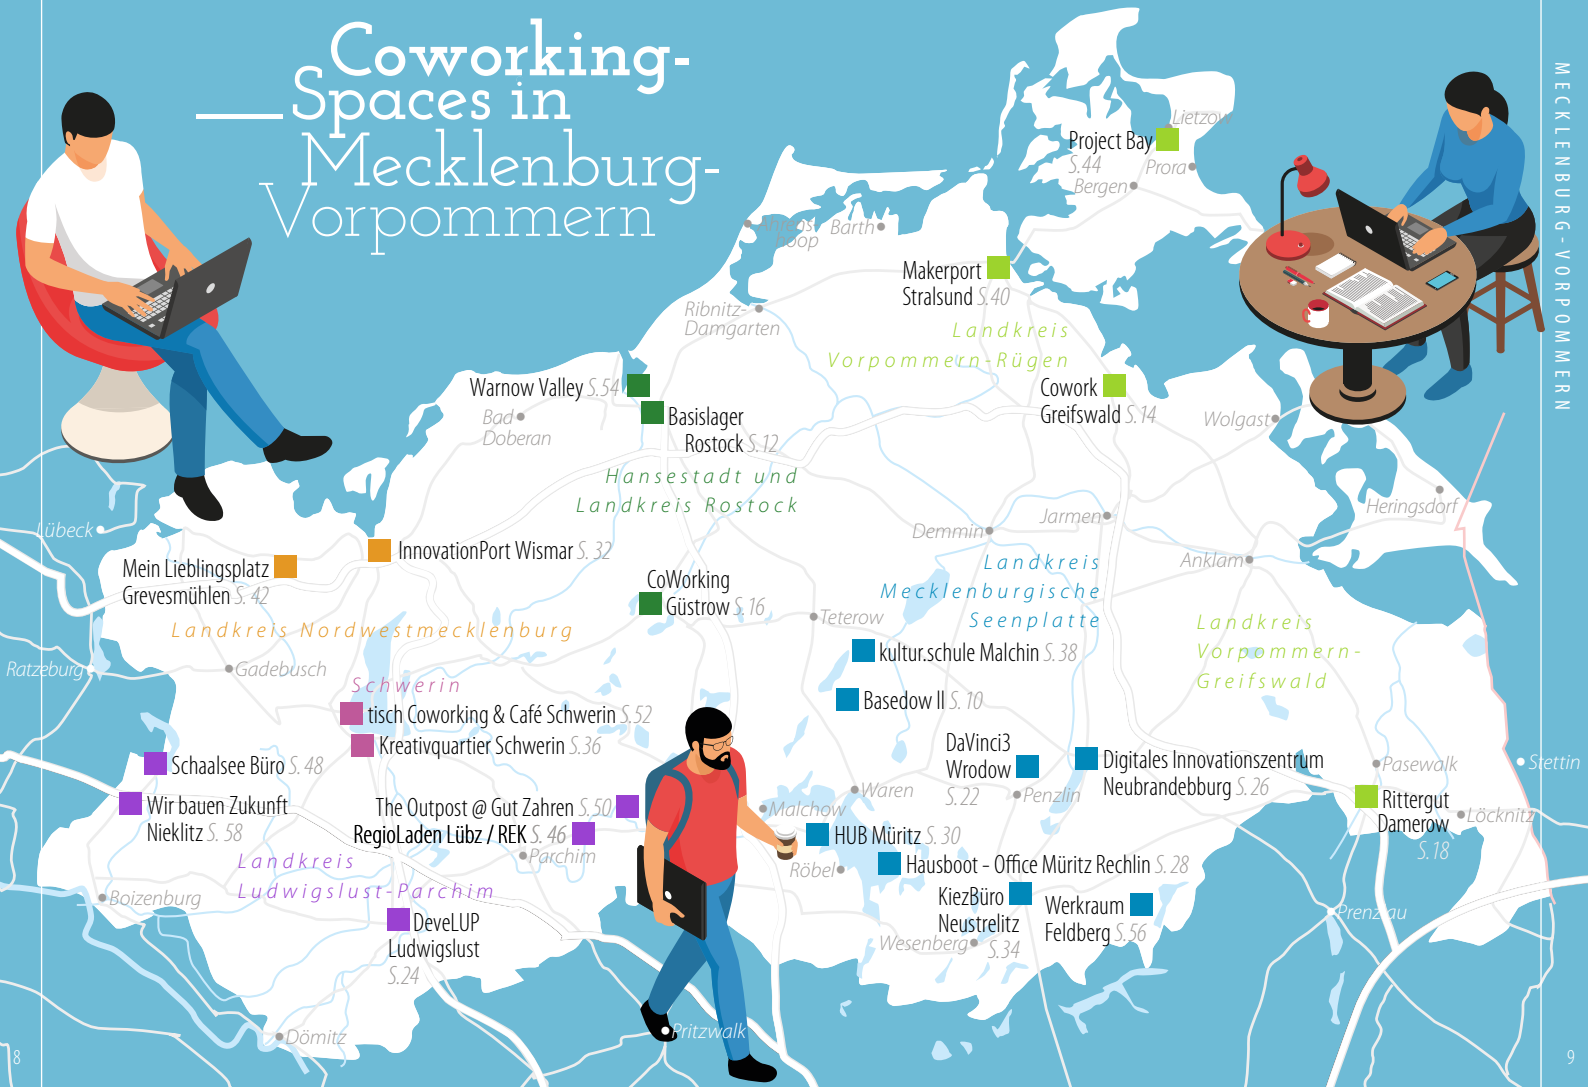 Coworking-
Spaces in
Mecklenburg-
Vorpommern
MECKLENBURG-VORPOMMERN
Lietzow
Project Bay
S.44
Prora
Bergen
Ahrens-
hoop
Barth
Makerport
Stralsund S.40
Ribnitz-
Damgarten
Landkreis
Vorpommern-Rügen
Warnow Valley S.54
Cowork
Greifswald S.14
Bad
Doberan
Basislager
Rostock S.12
Wolgast
Hansestadt und
Landkreis Rostock
Heringsdorf
Lübeck
Jarmen
Demmin
InnovationPort Wismar S. 32
Mein Lieblingsplatz
Grevesmühlen S. 42
Landkreis
Mecklenburgische
Seenplatte
Anklam
CoWorking
Güstrow S.16
Teterow
Landkreis Nordwestmecklenburg
Landkreis
Vorpommern-
Greifswald
kultur.schule Malchin S.38
Ratzeburg
Gadebusch
Schwerin
tisch Coworking & Café Schwerin S.52
Kreativquartier Schwerin S.36
Basedow II S. 10
DaVinci3
Wrodow
S.22
Digitales Innovationszentrum
Neubrandebburg S.26
Schaalsee Büro S. 48
Pasewalk
Stettin
Wir bauen Zukunft
Nieklitz S. 58
The Outpost @ Gut Zahren S.50
RegioLaden Lübz / REK S. 46
Parchim
Malchow
Waren
Penzlin
Rittergut
Damerow
S.18
Löcknitz
HUB Müritz S. 30
Landkreis
Ludwigslust-Parchim
Röbel
Hausboot - Office Müritz Rechlin S. 28
Boizenburg
KiezBüro
Neustrelitz
S.34
Werkraum
Feldberg S.56
Prenzlau
DeveLUP
Ludwigslust
S.24
Wesenberg
Dömitz
Pritzwalk
8
9